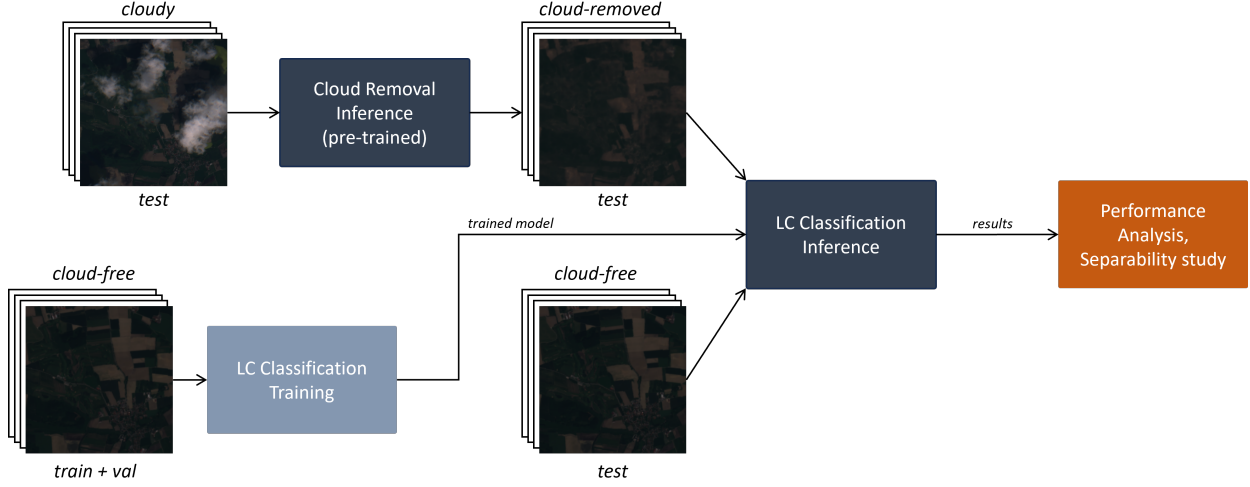 cloudy
cloud-removed
Cloud Removal
Inference
(pre-trained)
test
test
trained model
LC Classification
Inference
results
Performance
Analysis,
Separability study
cloud-free
cloud-free
LC Classification
Training
train + val
test